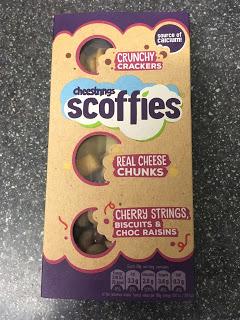 source of
calcium!
CRUNCHY
CRACKERS
cheestrings
scoffies
REAL CHEESE
CHUNKS
CHERRY STRINGS,
BISCUITS &
CHOC RAISINS